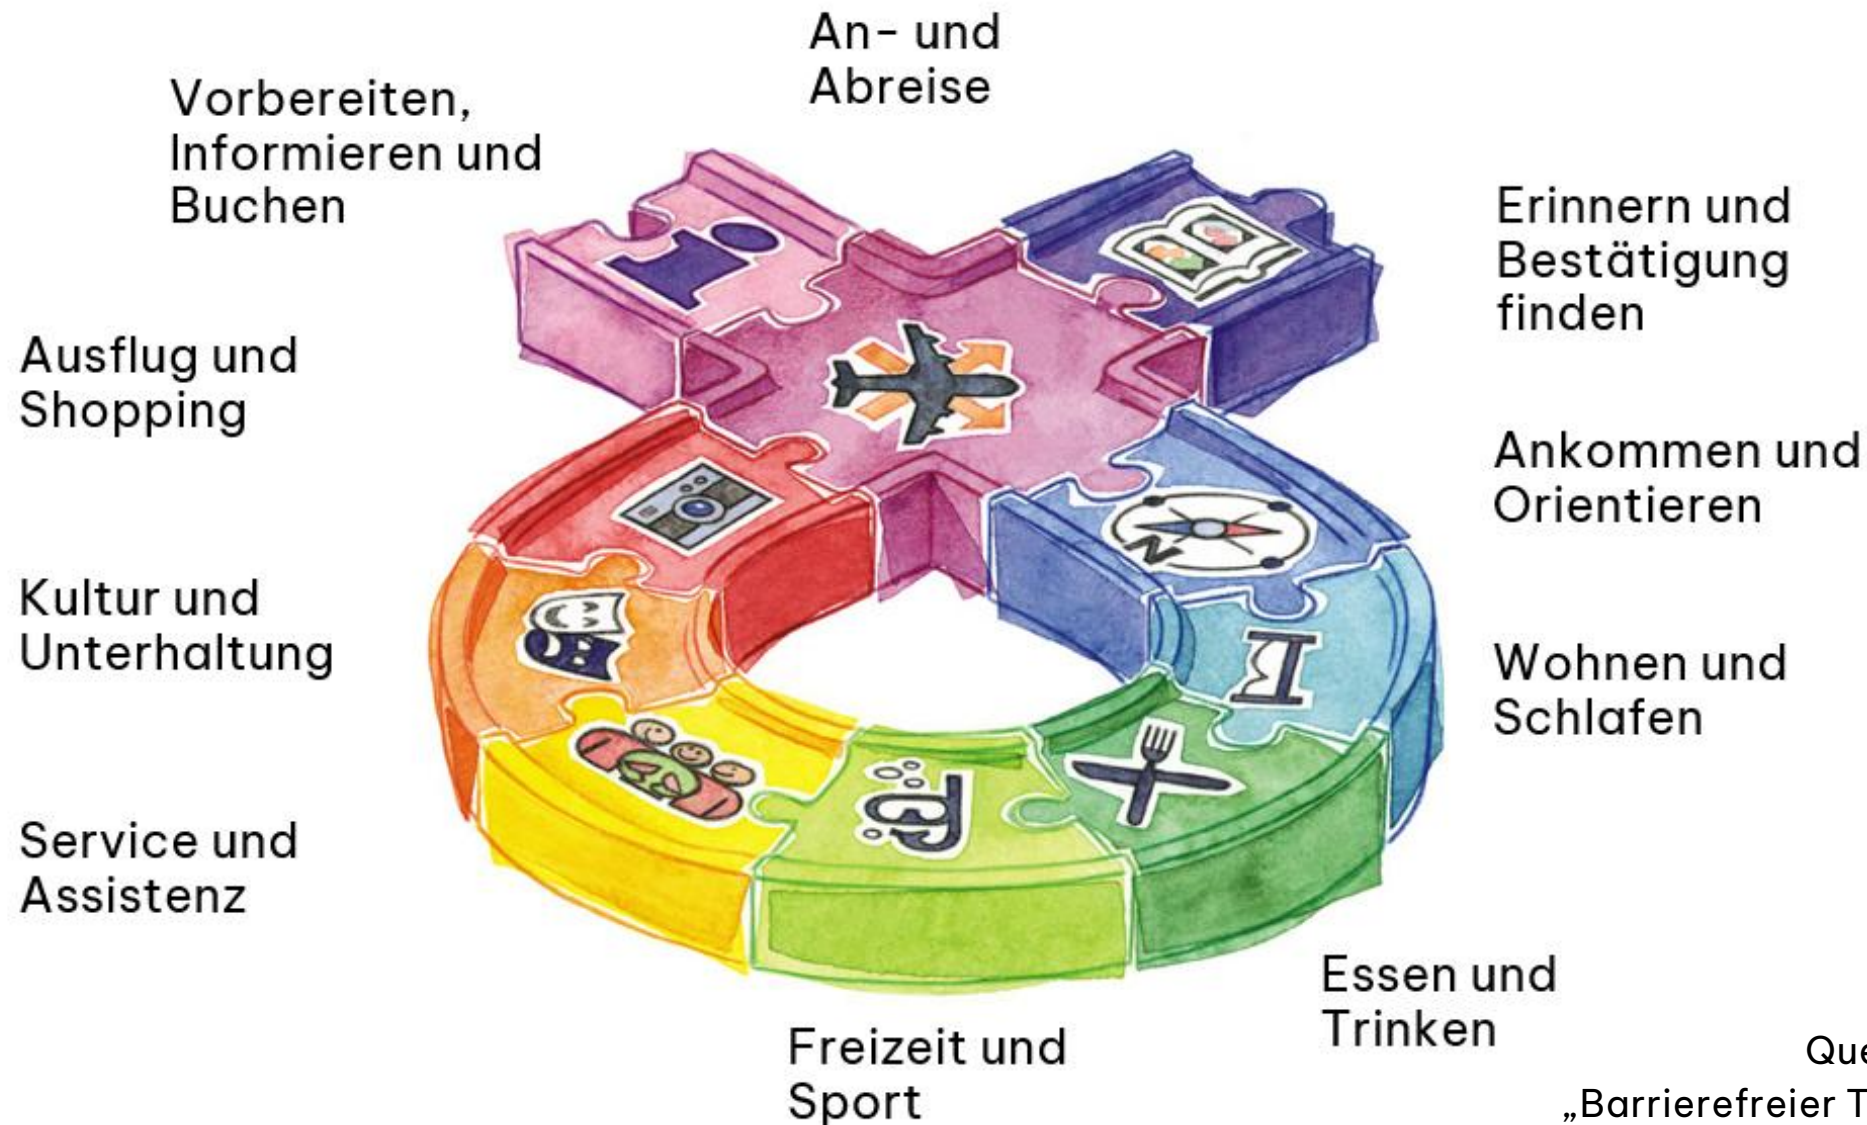 An- und
Abreise
Vorbereiten,
Informieren und
Buchen
Erinnern und
Bestätigung
finden
Ausflug und
Shopping
Ankommen und
Orientieren
Kultur und
Unterhaltung
Wohnen und
Schlafen
Service und
Assistenz
Essen und
Trinken
Freizeit und
Sport
„Barrierefreier
N